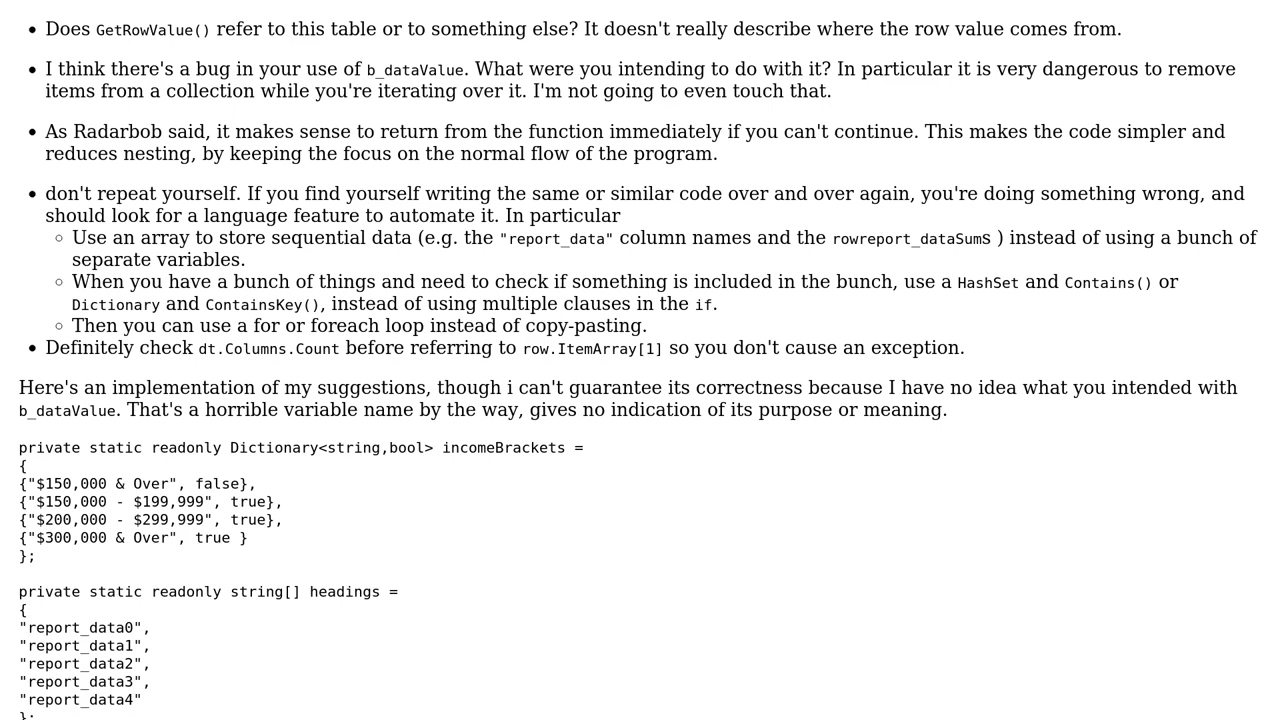 Does GetRowValue() refer to this table or to something else? It doesn't really describe where the row value comes from.
I think there's a bug in your use of b_dataValue. What were you intending to do with it? In particular it is very dangerous to remove
items from a collection while you're iterating over it. I'm not going to even touch that.
As Radarbob said, it makes sense to return from the function immediately if you can't continue. This makes the code simpler and
reduces nesting, by keeping the focus on the normal flow of the program.
don't repeat yourself. If you find yourself writing the same or similar code over and over again, you're doing something wrong, and
should look for a language feature to automate it. In particular
Use an array to store sequential data (e.g. the "report_data" column names and the rowreport_dataSums ) instead of using a bunch of
separate variables.
When you have a bunch of things and need to check if something is included in the bunch, use a HashSet and Contains() or
Dictionary and ContainsKey(), instead of using multiple clauses in the if.
Then you can use a for or foreach loop instead of copy-pasting.
Definitely check dt.Columns.Count before referring to row.ItemArray[1] so you don't cause an exception.
Here's an implementation of my suggestions, though i can't guarantee its correctness because I have no idea what you intended with
b_dataValue. That's a horrible variable name by the way, gives no indication of its purpose or meaning.
private static readonly Dictionary<string,bool> incomeBrackets =
{
{"$150,000 & Over", false},
{"$150,000 - $199,999", true},
{"$200,000 - $299,999", true},
{"$300,000 & Over", true }
};
private static readonly string[] headings =
{
"report_data0",
"report_data1",
"report_data2",
"report_data3",
"report_data4"
};